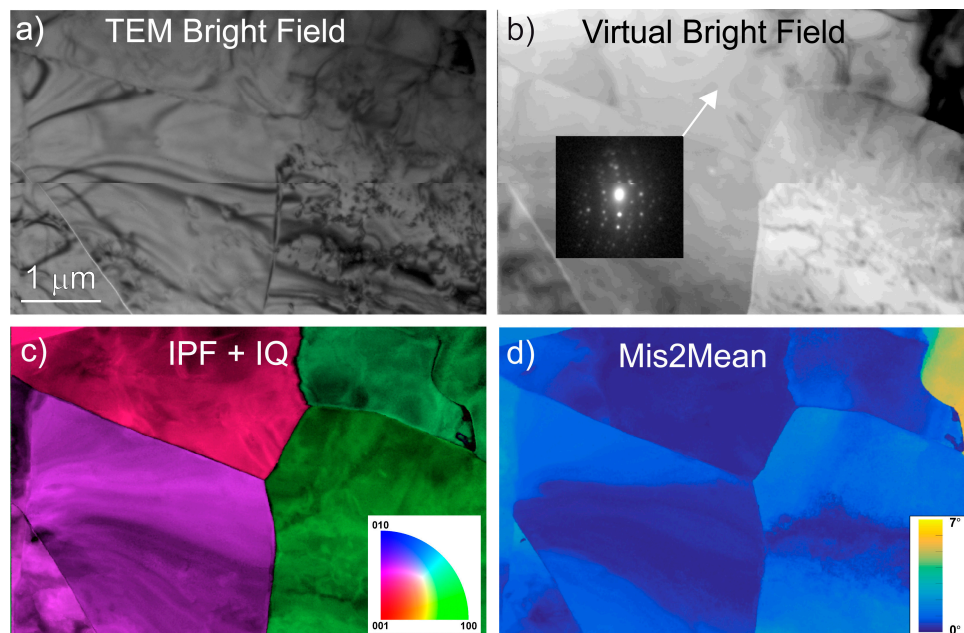 a) TEM Bright Field
b) Virtual Bright Field
1 μm
c) IPF + IQ
d) Mis2Mean
010
001 100
7°
0°